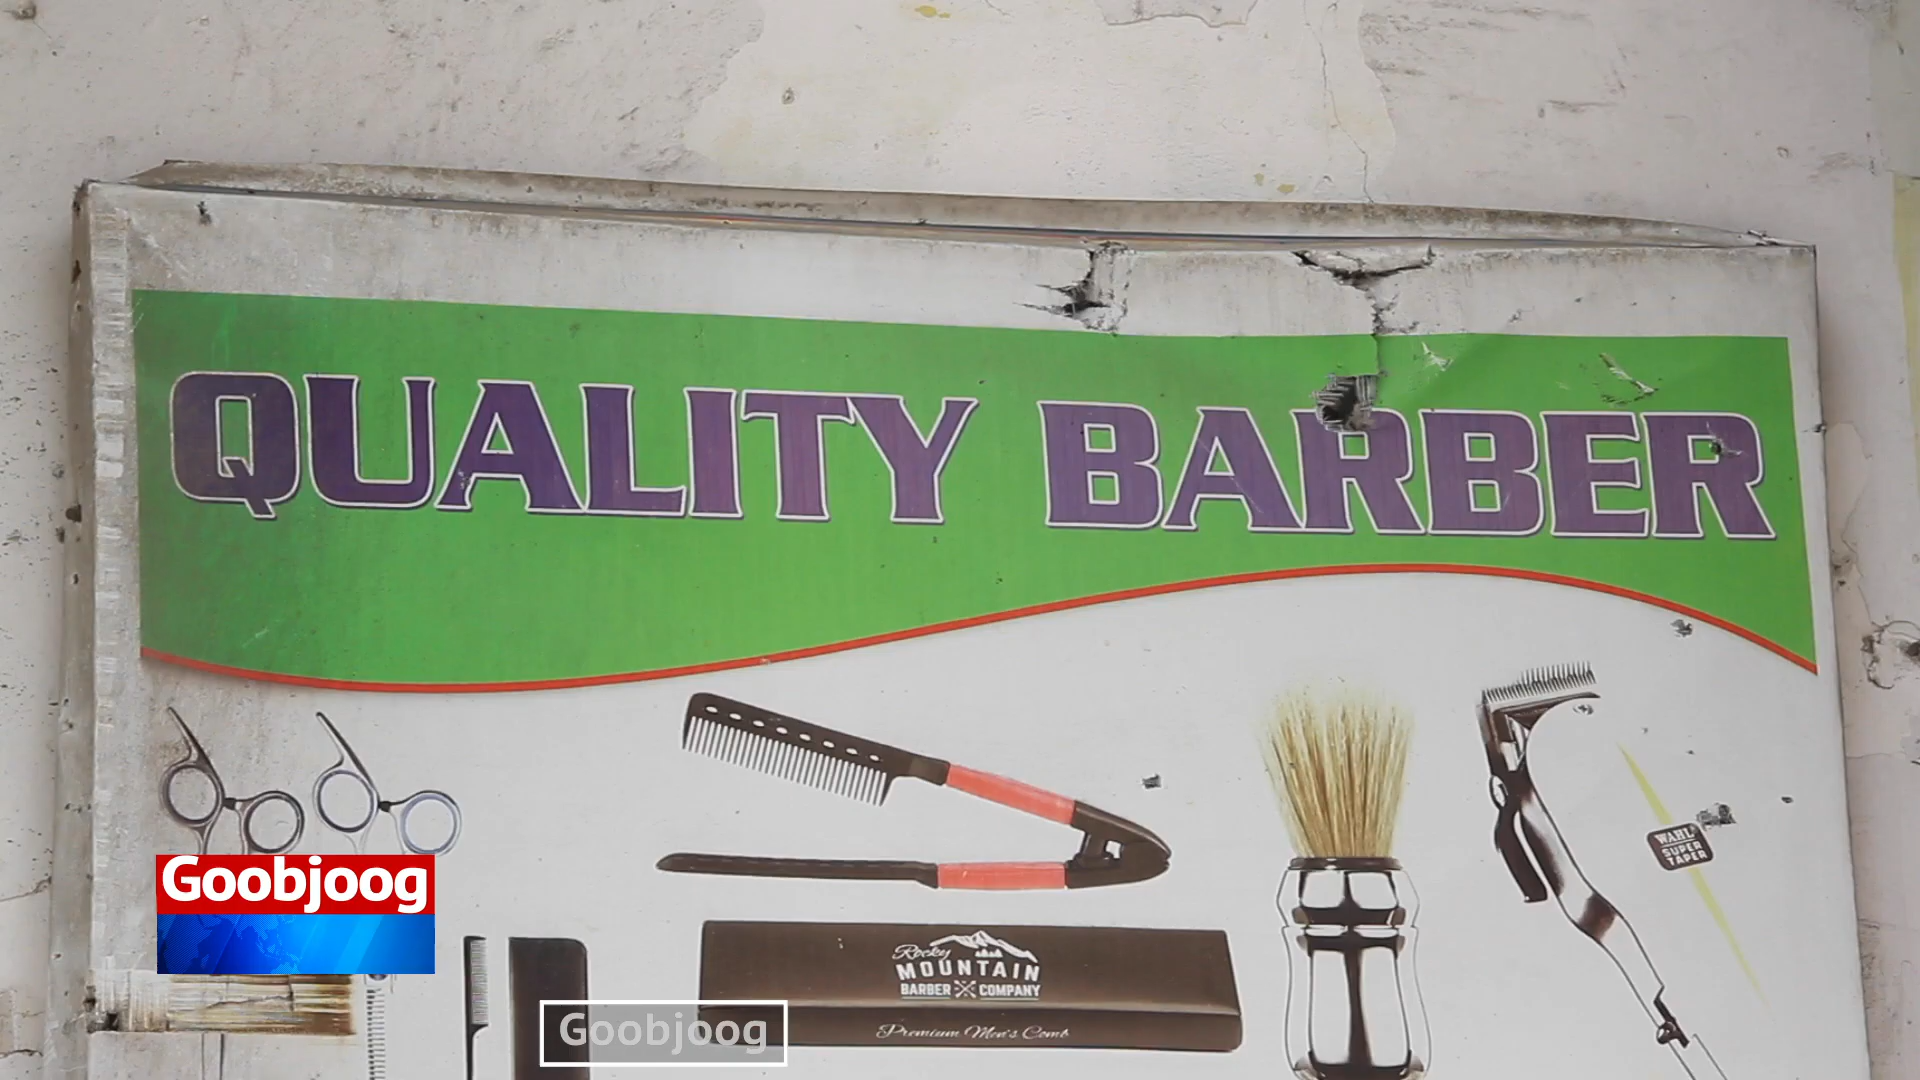 QUALITY BARBER
WAHL
SUPER
TAPER
Goobjoog
Rocky
MOUNTAIN
BARBER COMPANY
Premium Men's Comb
Goobjoog